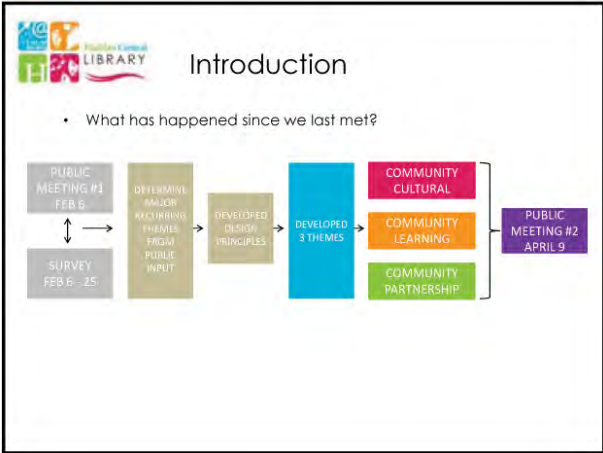 Halifax Central
LIBRARY
Introduction
• What has happened since we last met?
PUBLIC
MEETING #1
FEB 6
SURVEY
FEB 6 - 25
DETERMINE
MAJOR
RECURRING
THEMES
FROM
PUBLIC
INPUT
DEVELOPED
DESIGN
PRINCIPLES
DEVELOPED
3 THEMES
COMMUNITY
CULTURAL
COMMUNITY
LEARNING
COMMUNITY
PARTNERSHIP
PUBLIC
MEETING #2
APRIL 9